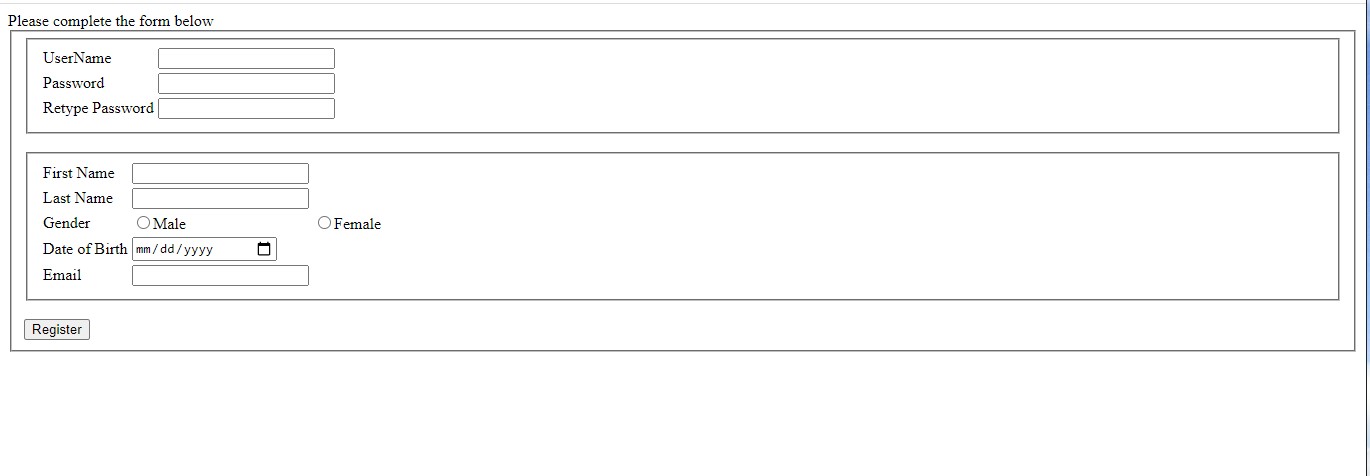 Please complete the form below
UserName
Password
Retype Password
First Name
Last Name
Gender Male Female
Date of Birth mm/dd/yyyy
Email
Register